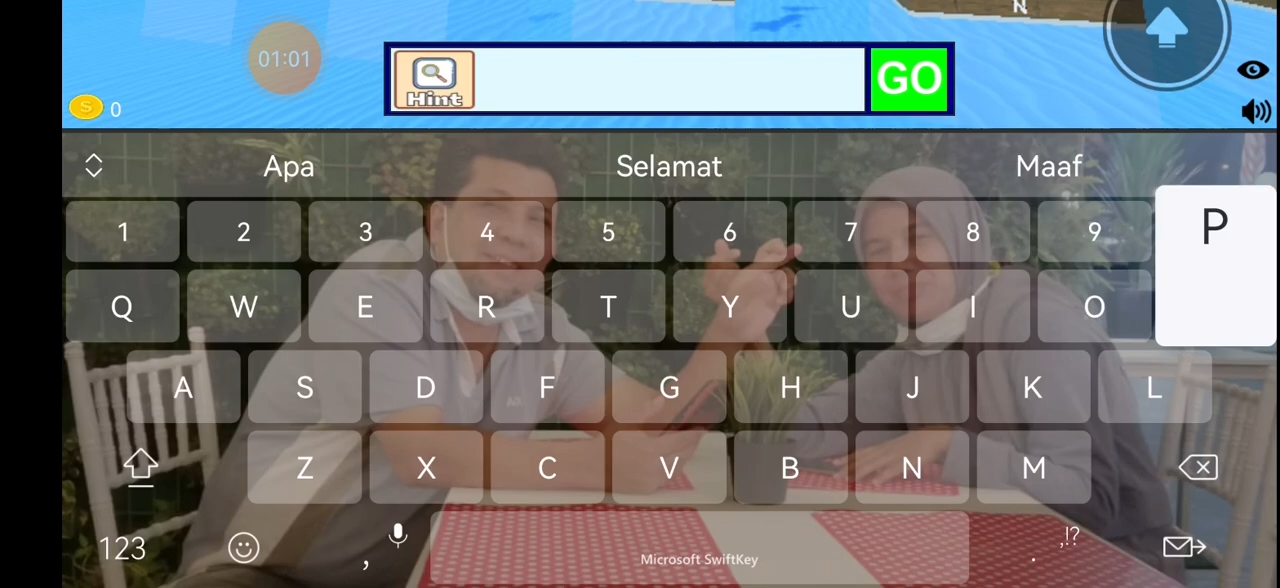 N
01:01
Hint
GO
S 0
Apa Selamat Maaf
1 2 3 4 5 6 7 8 9
P
Q W E R T Y U I O
A S D F G H J K L
Z X C V B N M
123 , Microsoft SwiftKey . ,!?